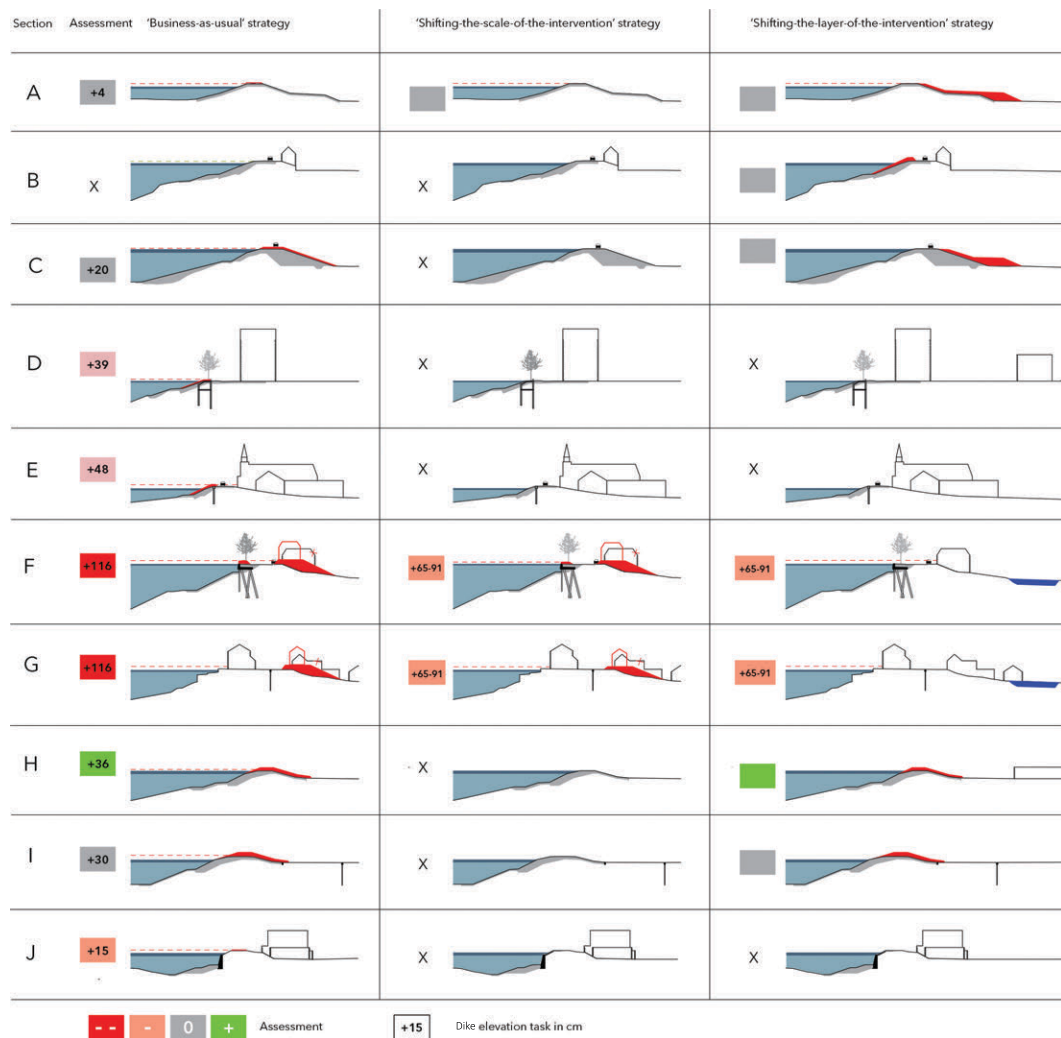 Section Assessment 'Business-as-usual' strategy 'Shifting-the-scale-of-the-intervention' strategy 'Shifting-the-layer-of-the-intervention' strategy
A +4
B X X
C +20 X
D +39 X X
E +48 X X
F +116 +65-91 +65-91
G +116 +65-91 +65-91
H +36 X
I +30 X
J +15 X X
- - - 0 + Assessment +15 Dike elevation task in cm